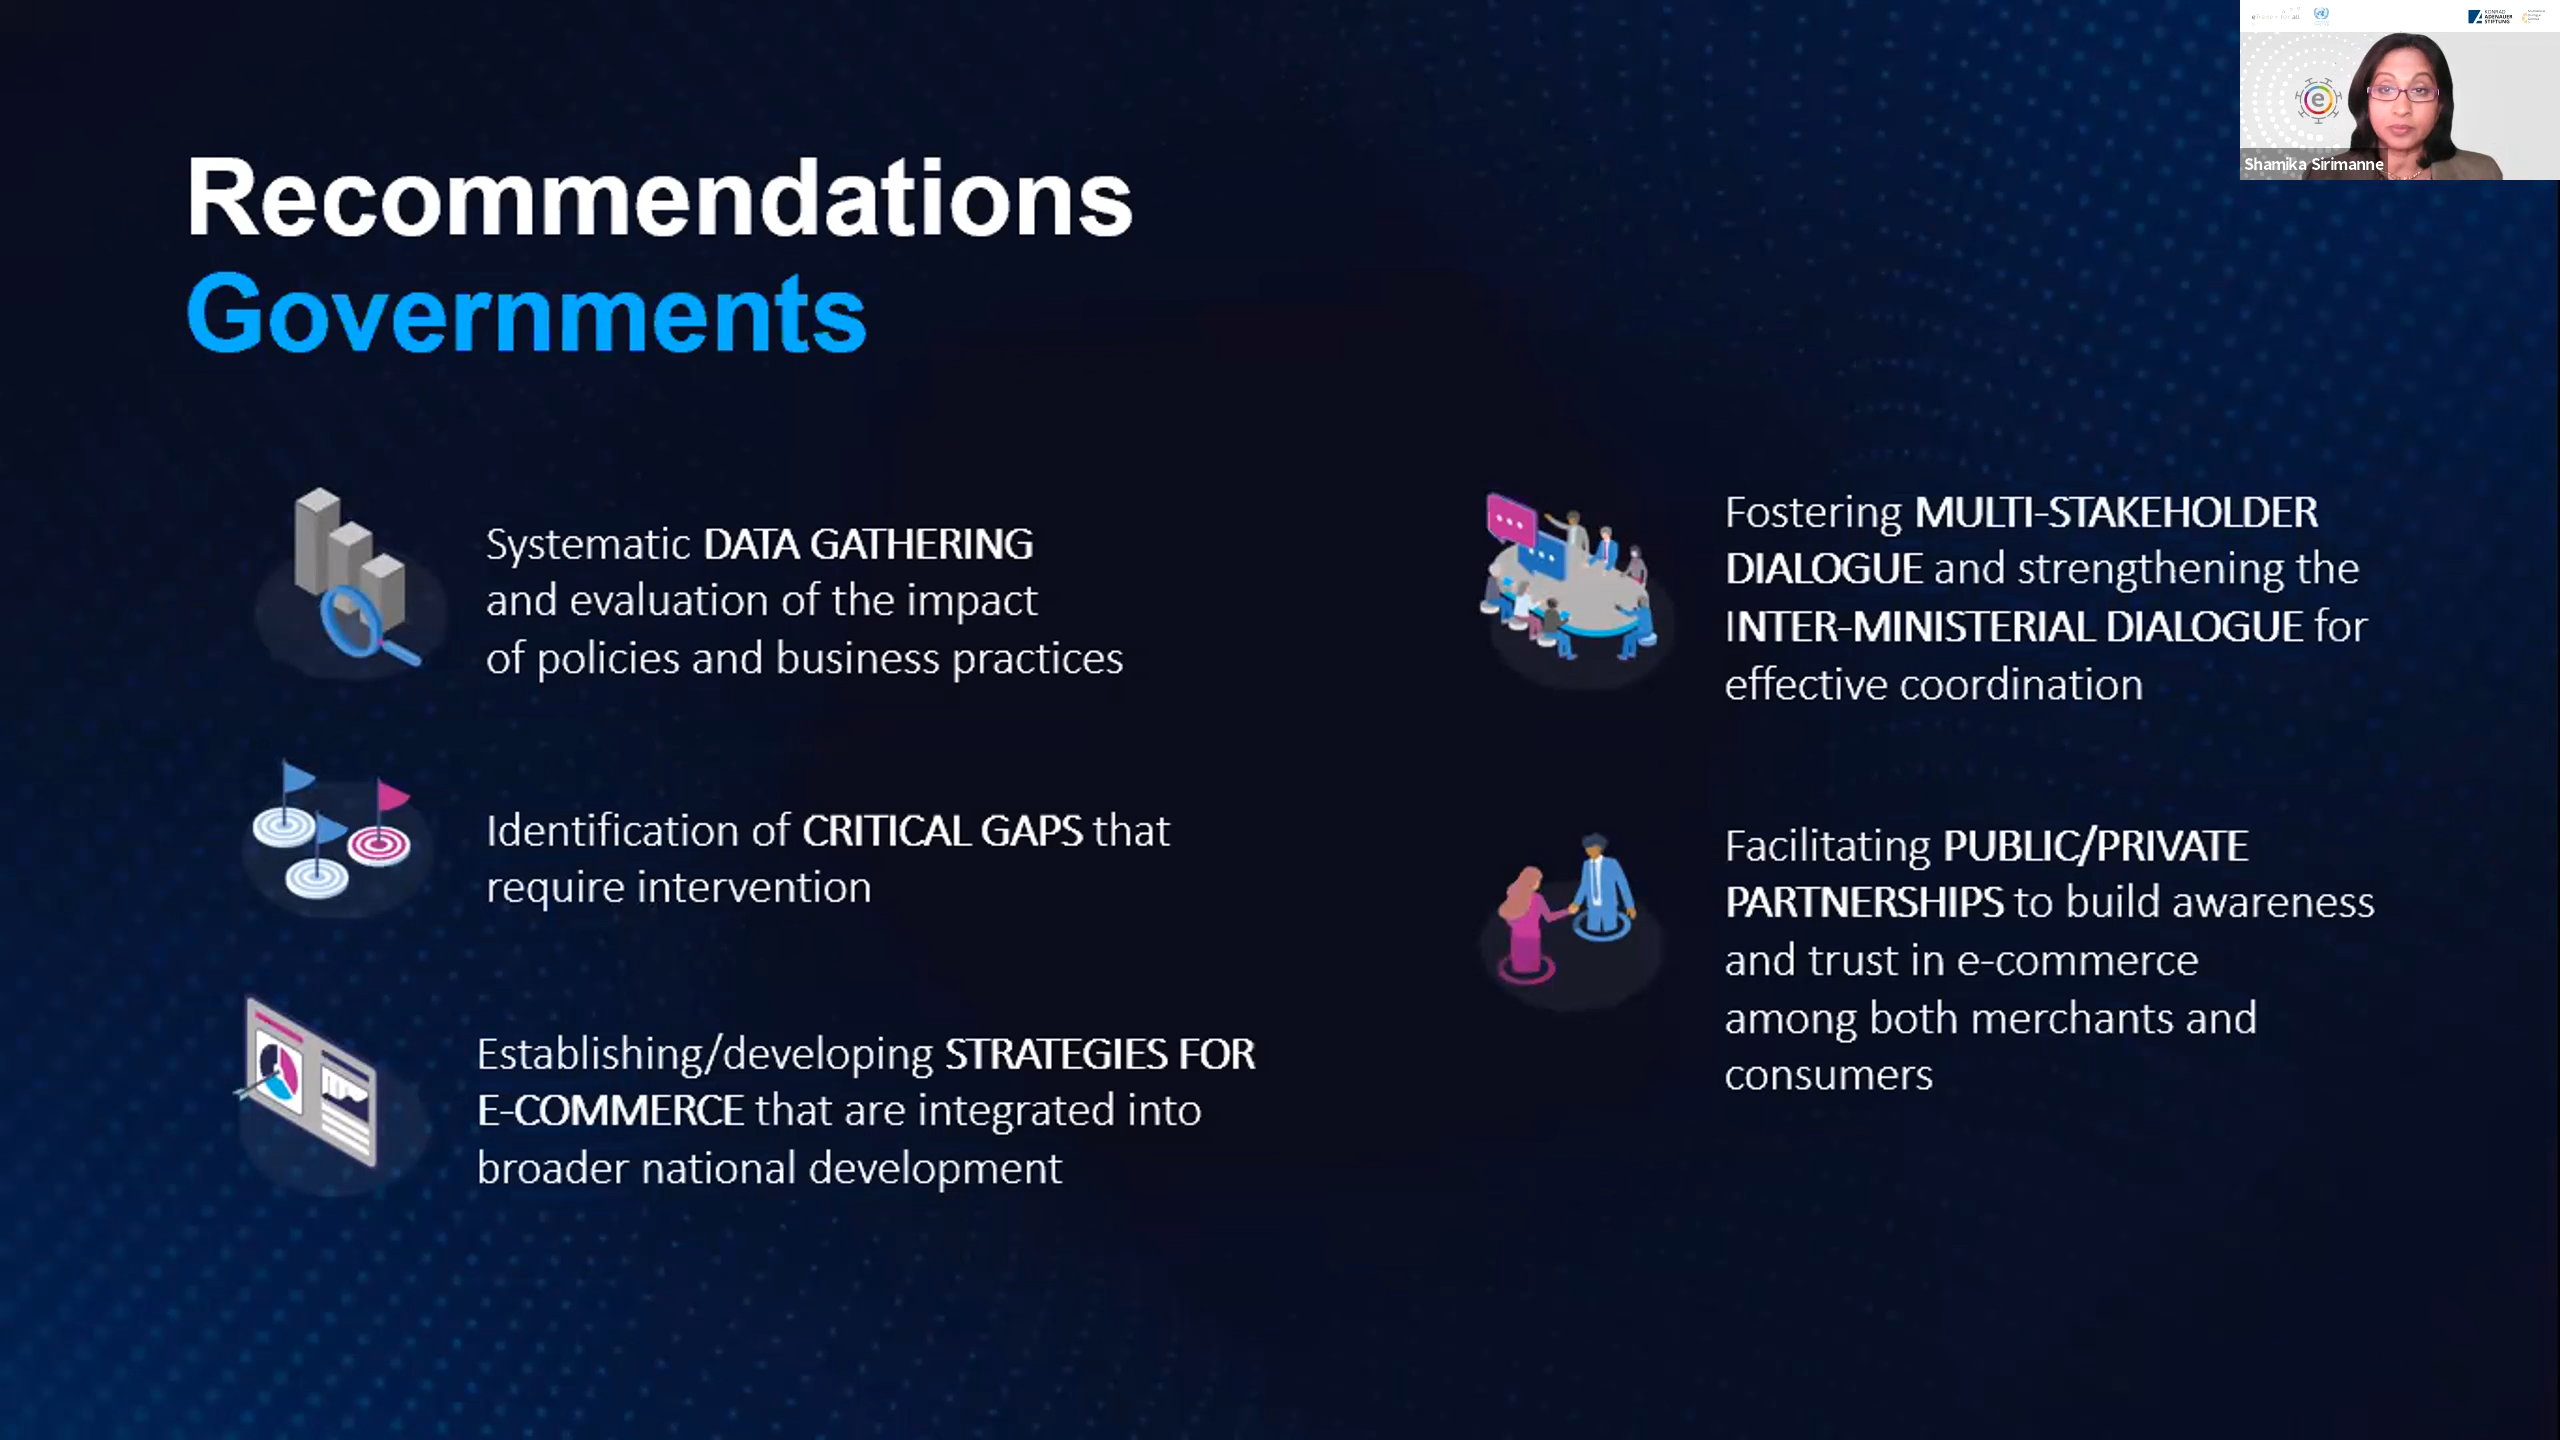 Recommendations
Governments
Systematic DATA GATHERING
and evaluation of the impact
of policies and business practices
Identification of CRITICAL GAPS that
require intervention
Establishing/developing STRATEGIES FOR
E-COMMERCE that are integrated into
broader national development
Fostering MULTI-STAKEHOLDER
DIALOGUE and strengthening the
INTER-MINISTERIAL DIALOGUE for
effective coordination
Facilitating PUBLIC/PRIVATE
PARTNERSHIPS to build awareness
and trust in e-commerce
among both merchants and
consumers
KONRAD
ADENAUER
STIFTUNG
e
Shamika Sirimanne